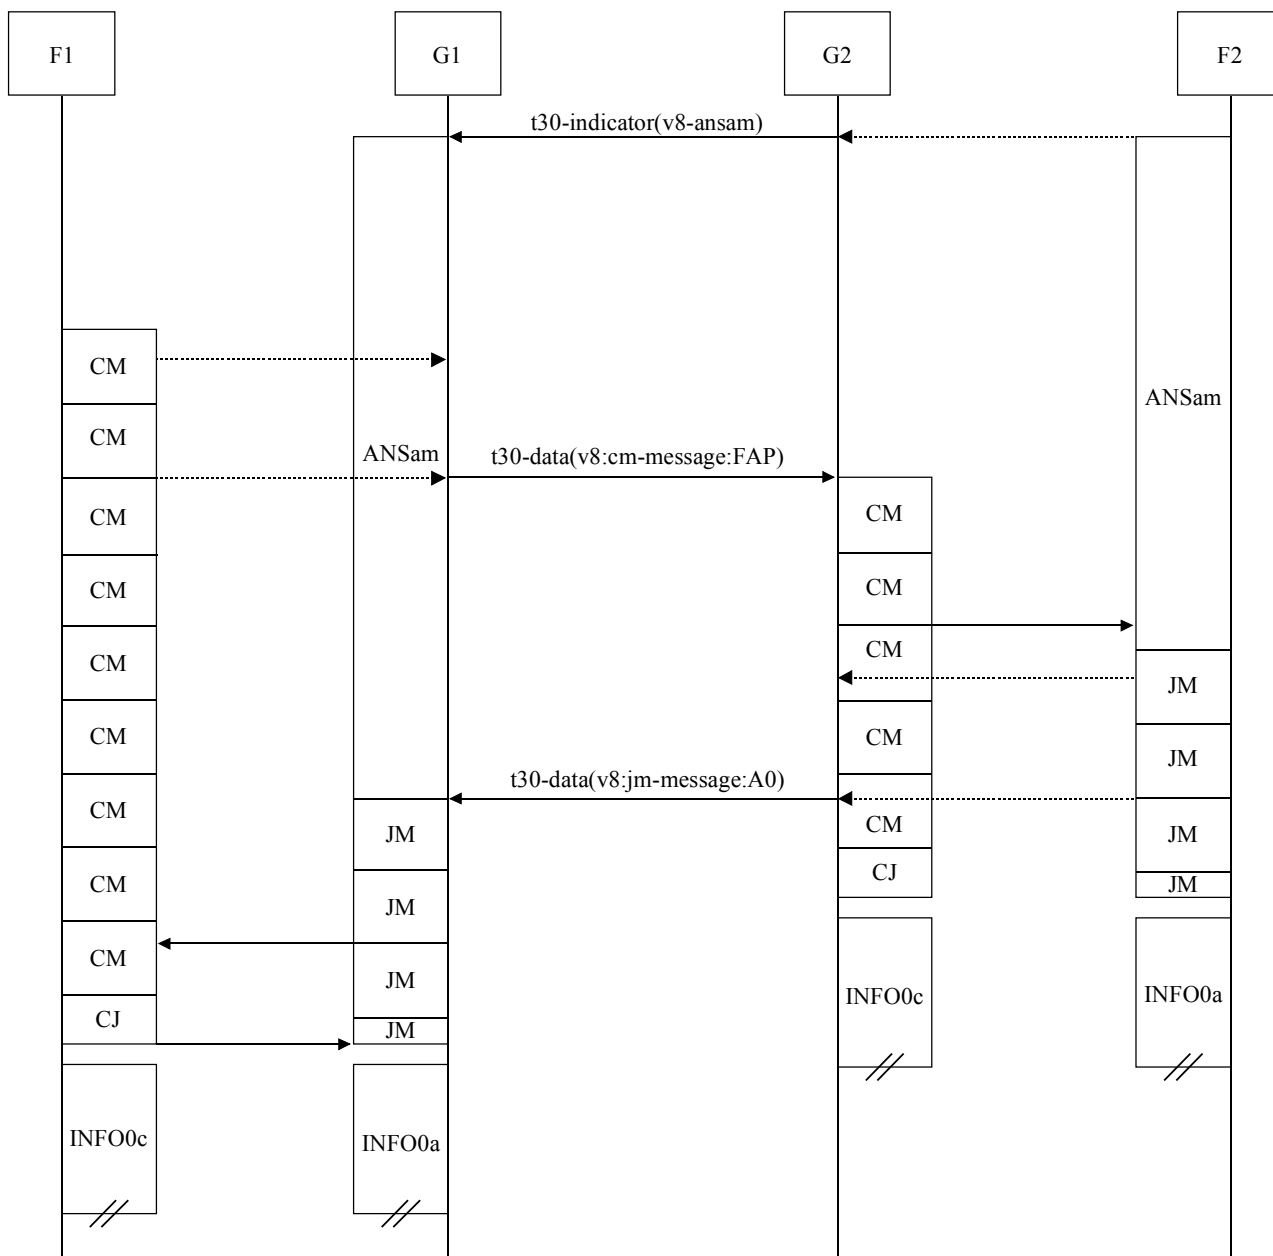 F1
G1
G2
F2
t30-indicator(v8-ansam)
CM
ANSam
CM
ANSam
t30-data(v8:cm-message:FAP)
CM
CM
CM
CM
CM
CM
JM
CM
CM
JM
t30-data(v8:jm-message:A0)
CM
CM
JM
JM
CM
CJ
JM
JM
CM
JM
INFO0c
INFO0a
CJ
JM
INFO0c
INFO0a